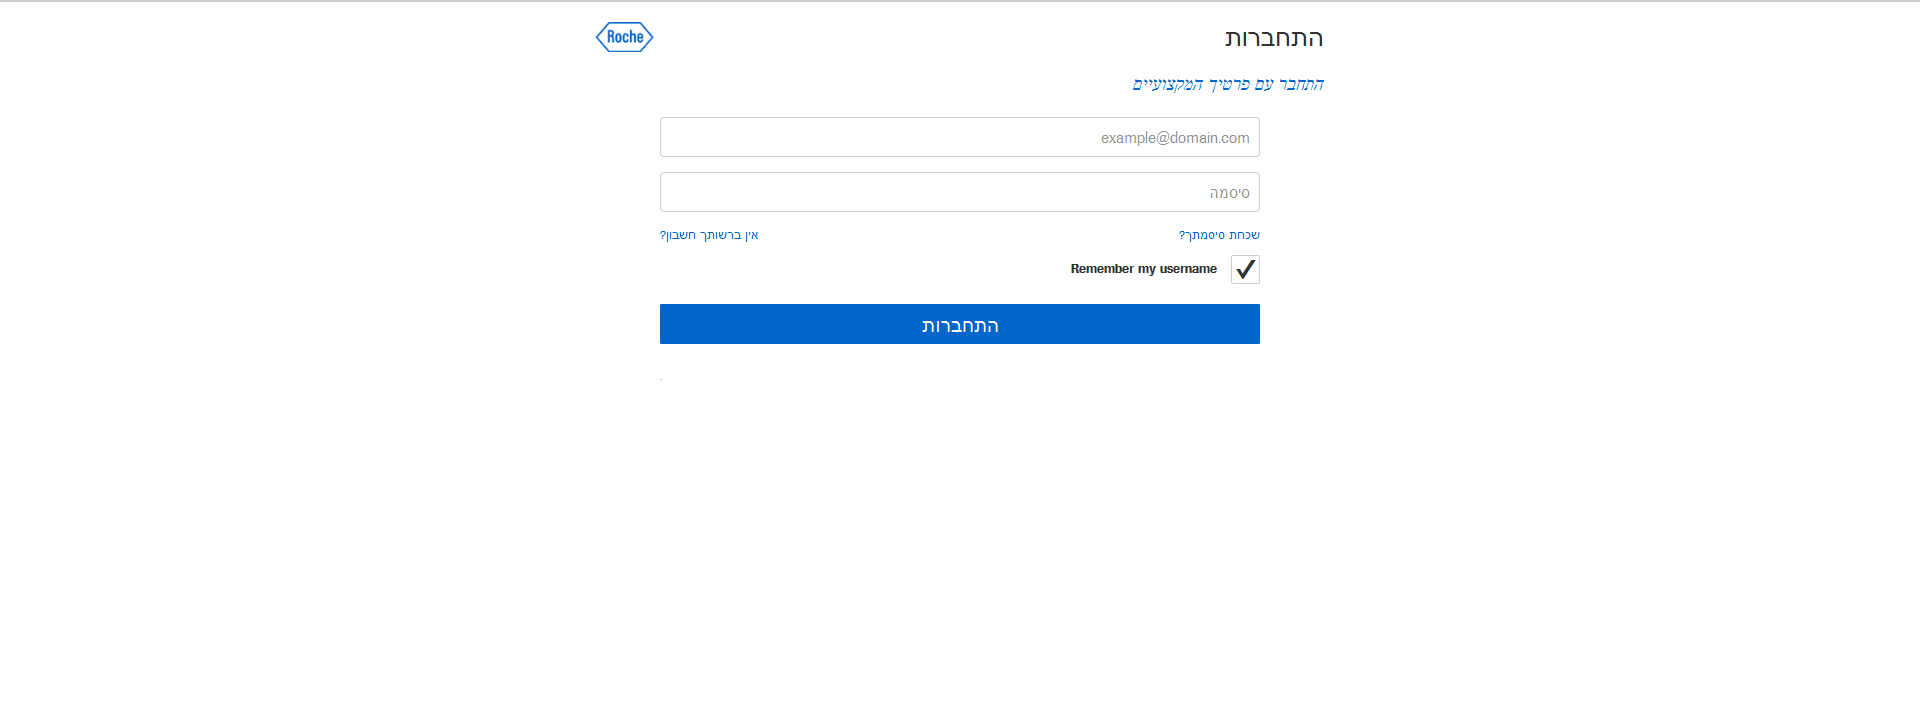 התחברות
Roche
התחבר עם פרטיך המקצועיים
example@domain.com
סיסמה
שכחת סיסמתך?
אין ברשותך חשבון?
Remember my username
התחברות
.